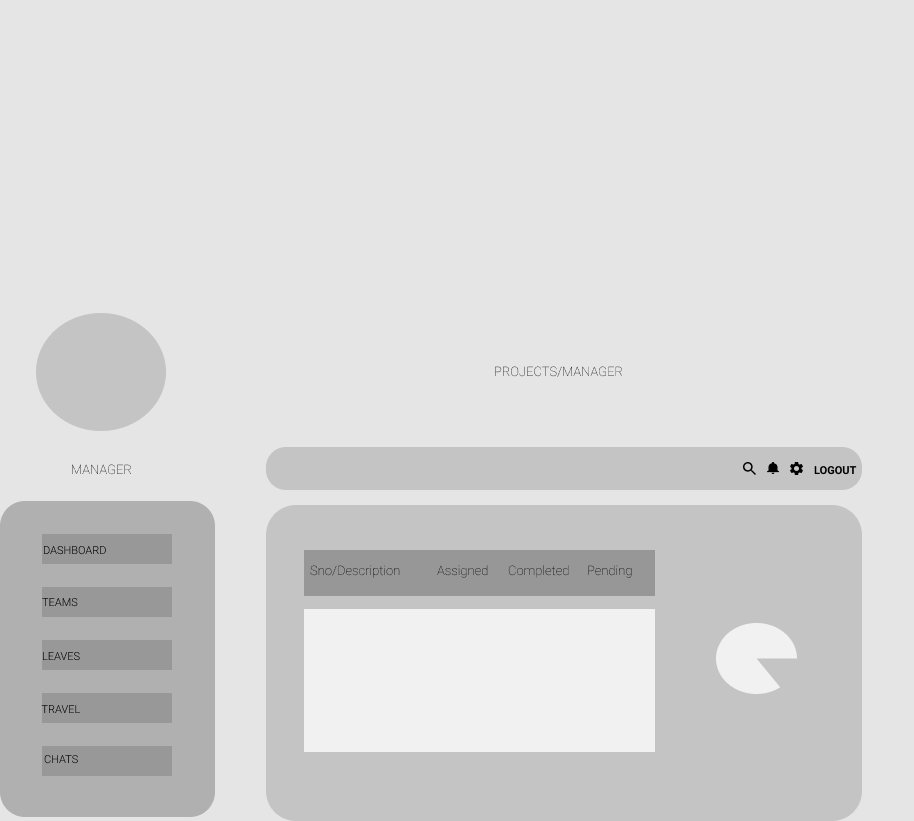 PROJECTS/MANAGER
MANAGER
LOGOUT
DASHBOARD
TEAMS
LEAVES
TRAVEL
CHATS
Sno/Description Assigned Completed Pending